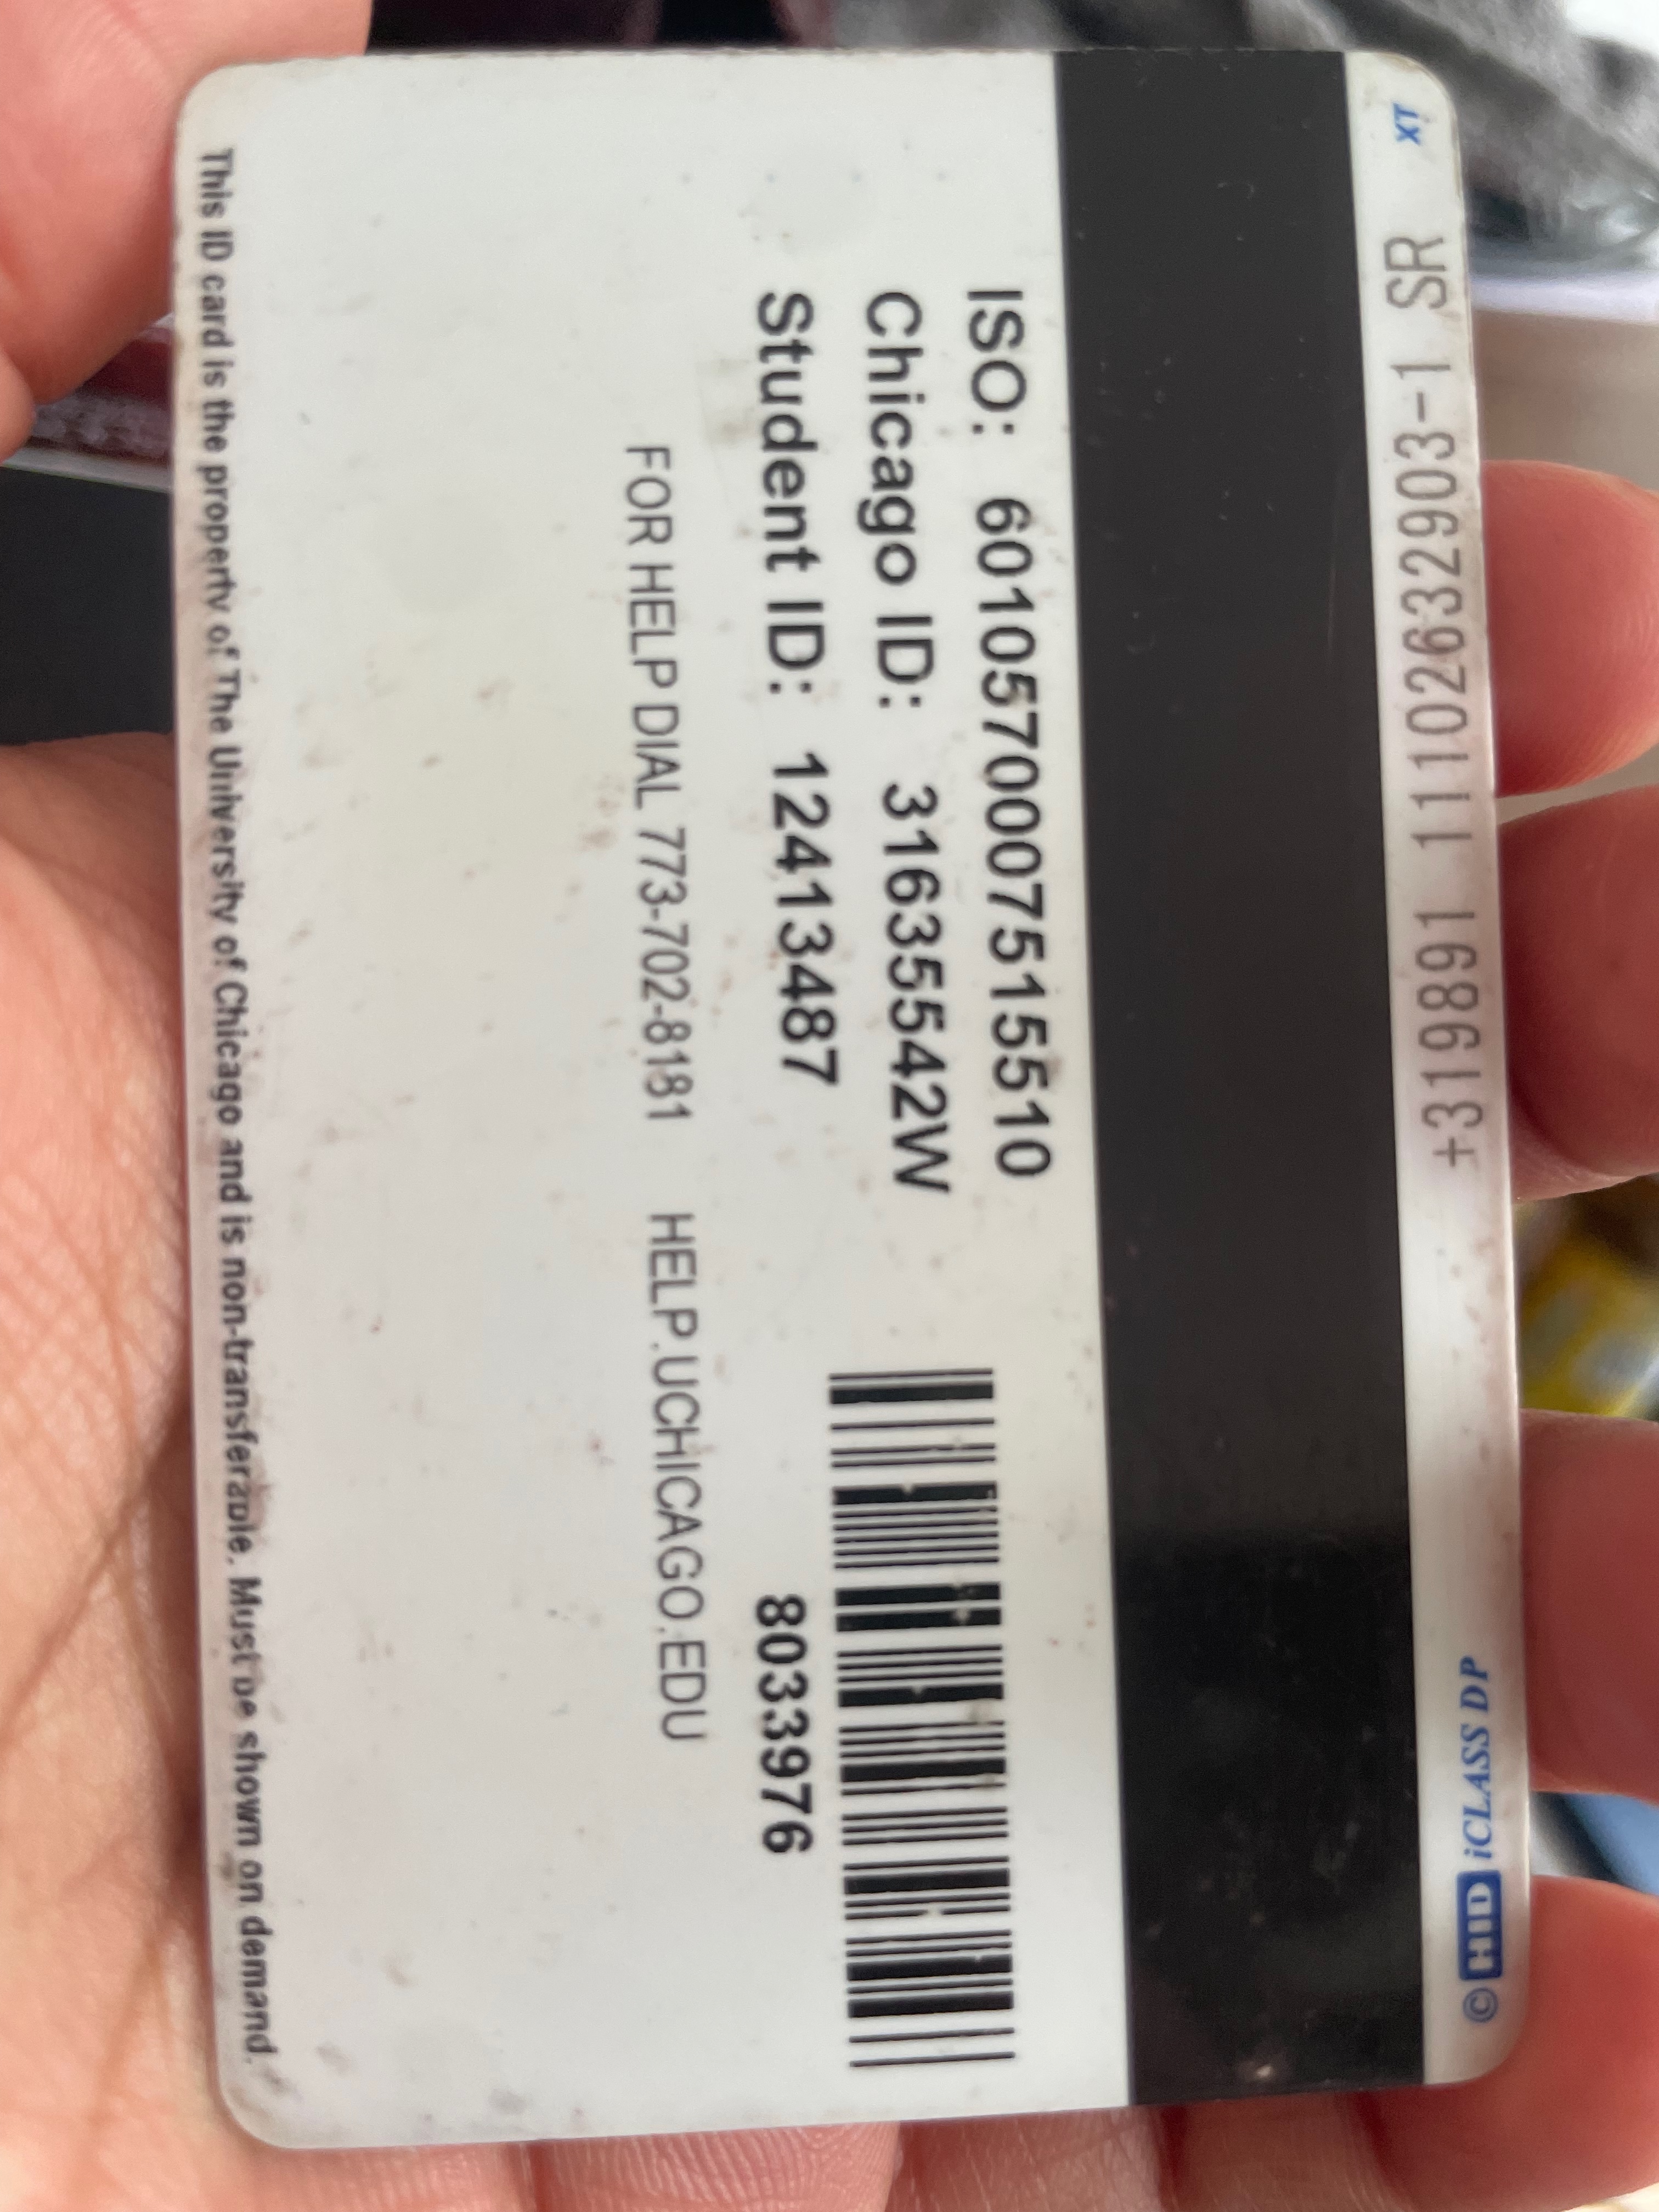 XT SR
+319891 1110263 2903-1
© HID iCLASS DP
ISO: 6010570007515510
Chicago ID: 31635542W
Student ID: 12413487
8033976
FOR HELP DIAL 773-702-8181 HELP.UCHICAGO.EDU
This ID card is the property of The University of Chicago and is non-transferable. Must be shown on demand.